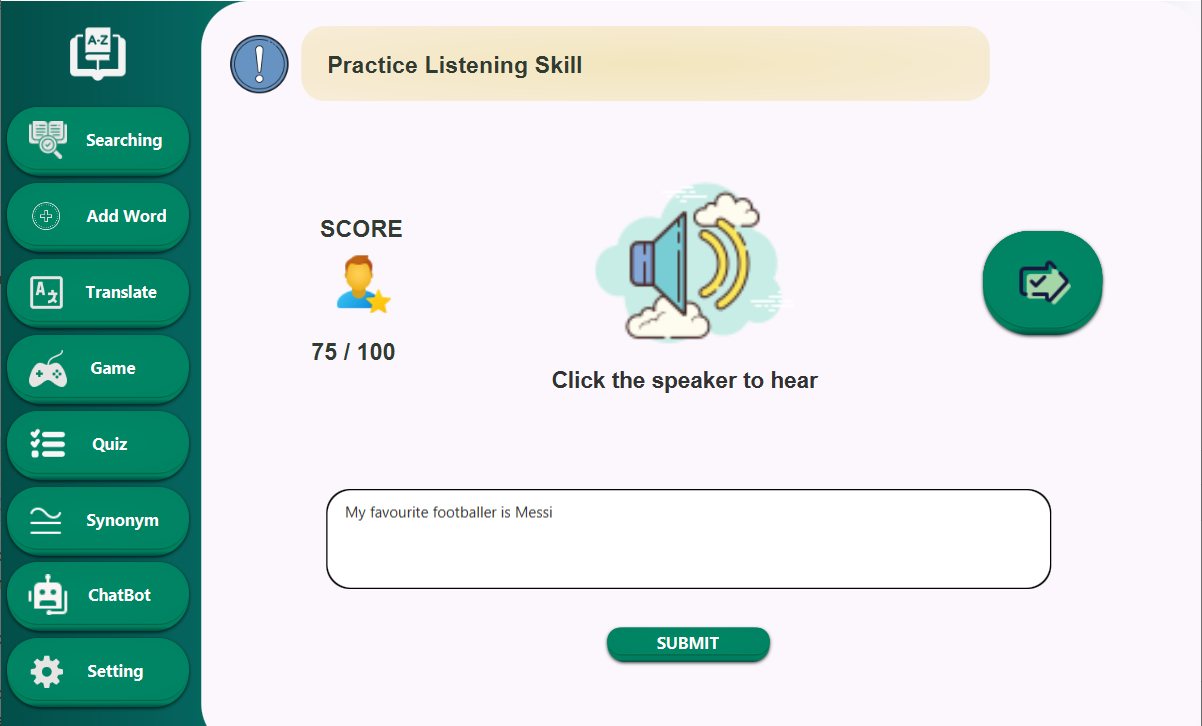 A-Z
Searching
Add Word
Translate
Game
Quiz
Synonym
ChatBot
Setting
Practice Listening Skill
SCORE
75 / 100
Click the speaker to hear
My favourite footballer is Messi
SUBMIT